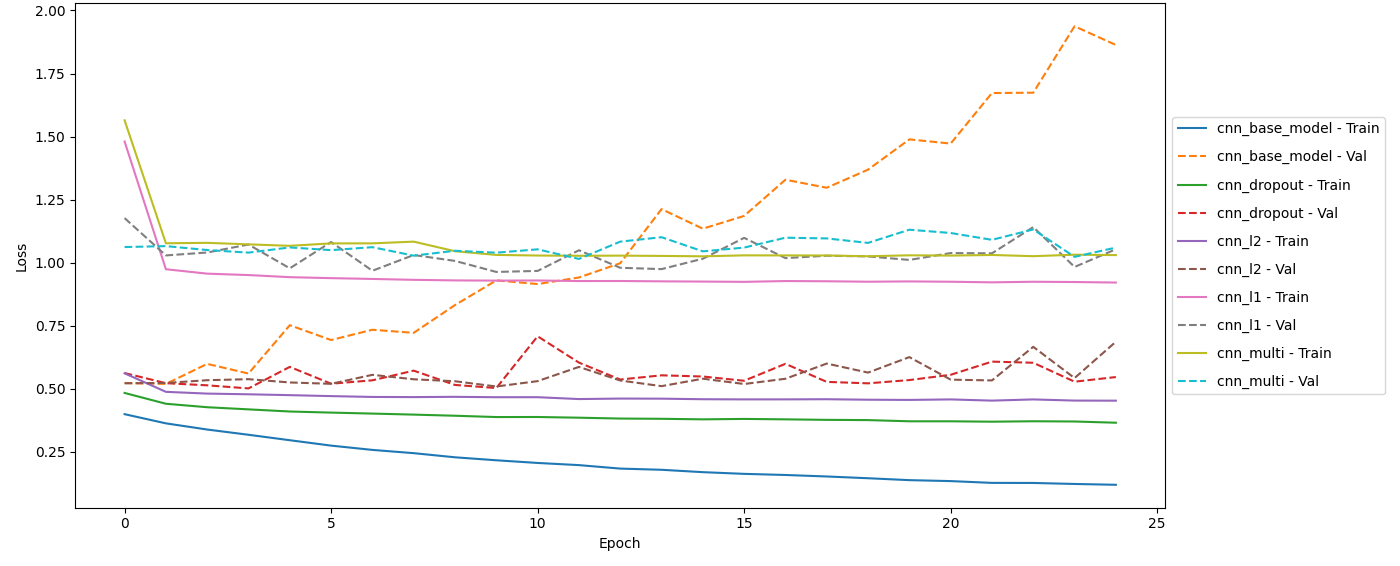 2.00
1.75
1.50
1.25
1.00
0.75
0.50
0.25
Loss
0 5 10 15 20 25
Epoch
cnn_base_model - Train
cnn_base_model - Val
cnn_dropout - Train
cnn_dropout - Val
cnn_l2 - Train
cnn_l2 - Val
cnn_l1 - Train
cnn_l1 - Val
cnn_multi - Train
cnn_multi - Val